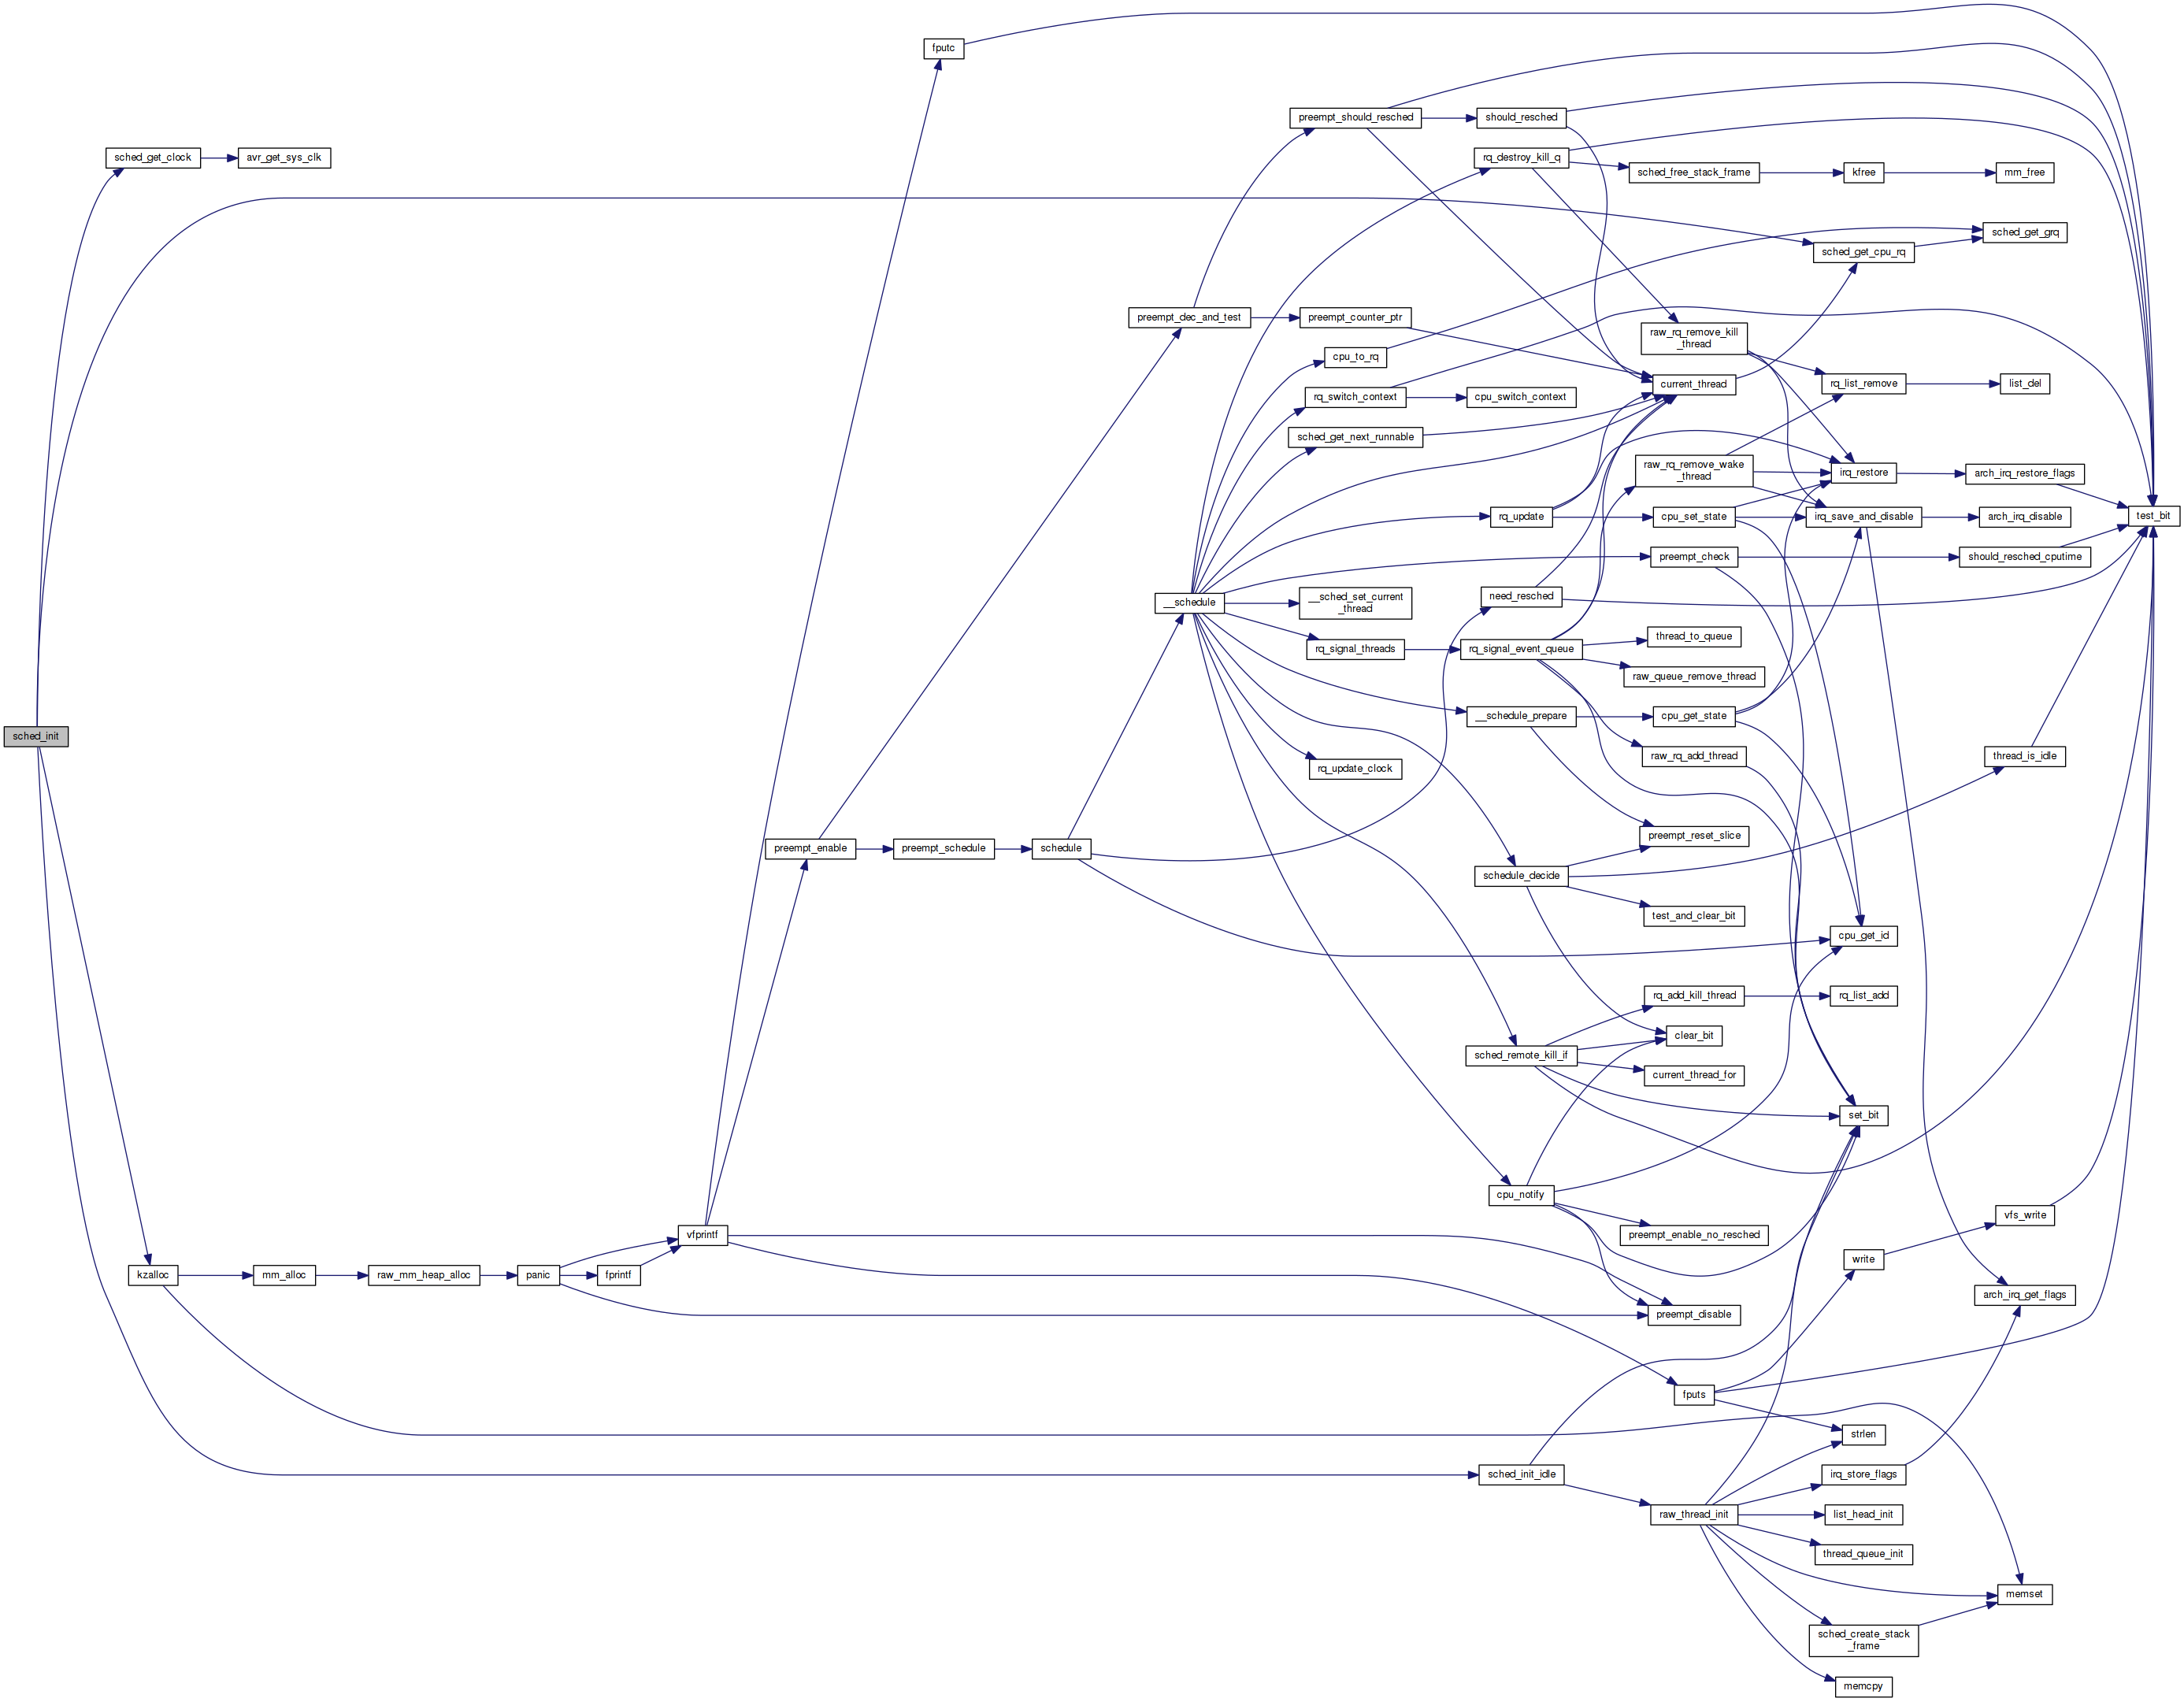 fputc
preempt_should_resched
should_resched
sched_get_clock
avr_get_sys_clk
rq_destroy_kill_q
sched_free_stack_frame
kfree
mm_free
sched_get_grq
sched_get_cpu_rq
preempt_dec_and_test
preempt_counter_ptr
raw_rq_remove_kill
_thread
cpu_to_rq
current_thread
rq_list_remove
list_del
rq_switch_context
cpu_switch_context
sched_get_next_runnable
raw_rq_remove_wake
_thread
irq_restore
arch_irq_restore_flags
rq_update
cpu_set_state
irq_save_and_disable
arch_irq_disable
test_bit
preempt_check
should_resched_cputime
__schedule
__sched_set_current
_thread
need_resched
thread_to_queue
rq_signal_threads
rq_signal_event_queue
raw_queue_remove_thread
__schedule_prepare
cpu_get_state
sched_init
raw_rq_add_thread
thread_is_idle
rq_update_clock
preempt_reset_slice
preempt_enable
preempt_schedule
schedule
schedule_decide
test_and_clear_bit
cpu_get_id
rq_add_kill_thread
rq_list_add
clear_bit
sched_remote_kill_if
current_thread_for
set_bit
cpu_notify
vfs_write
vfprintf
preempt_enable_no_resched
write
kzalloc
mm_alloc
raw_mm_heap_alloc
panic
fprintf
arch_irq_get_flags
preempt_disable
fputs
strlen
sched_init_idle
irq_store_flags
raw_thread_init
list_head_init
thread_queue_init
memset
sched_create_stack
_frame
memcpy